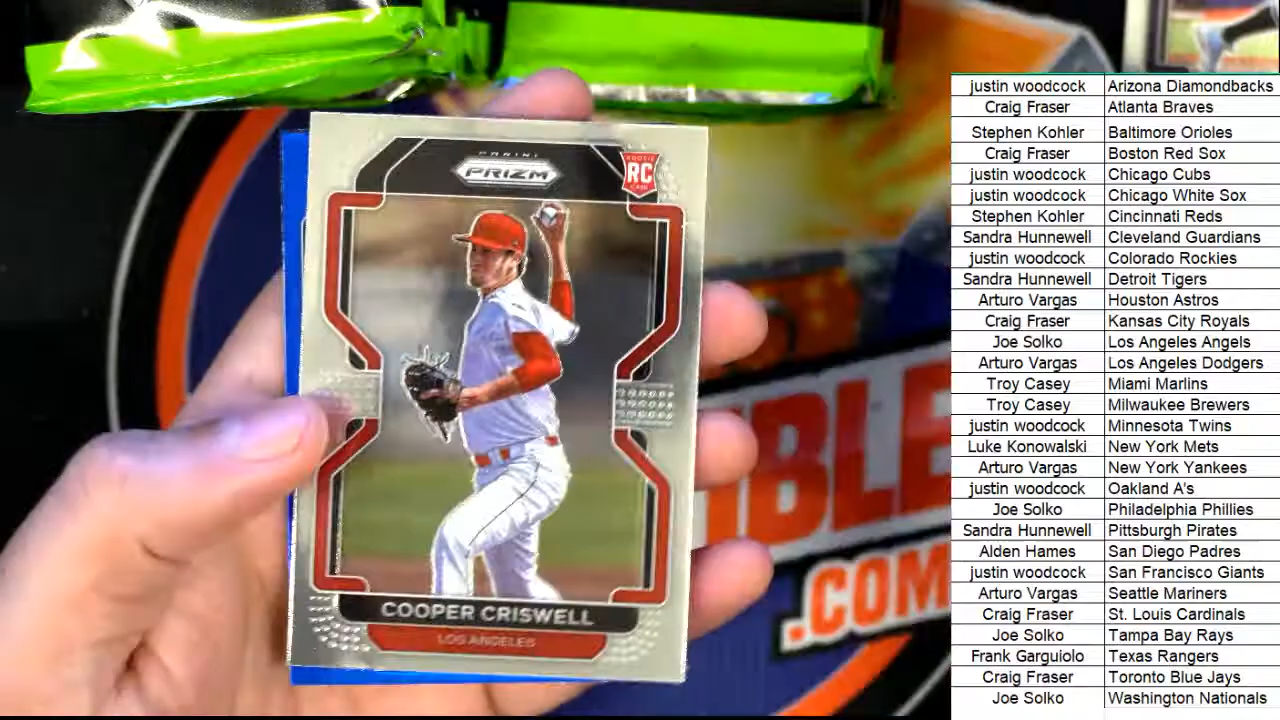 PANINI
PRIZM
ROOKIE
RC
CARD
COOPER CRISWELL
LOS ANGELES
IBLE
.COM
justin woodcock Arizona Diamondbacks
Craig Fraser Atlanta Braves
Stephen Kohler Baltimore Orioles
Craig Fraser Boston Red Sox
justin woodcock Chicago Cubs
justin woodcock Chicago White Sox
Stephen Kohler Cincinnati Reds
Sandra Hunnewell Cleveland Guardians
justin woodcock Colorado Rockies
Sandra Hunnewell Detroit Tigers
Arturo Vargas Houston Astros
Craig Fraser Kansas City Royals
Joe Solko Los Angeles Angels
Arturo Vargas Los Angeles Dodgers
Troy Casey Miami Marlins
Troy Casey Milwaukee Brewers
justin woodcock Minnesota Twins
Luke Konowalski New York Mets
Arturo Vargas New York Yankees
justin woodcock Oakland A's
Joe Solko Philadelphia Phillies
Sandra Hunnewell Pittsburgh Pirates
Alden Hames San Diego Padres
justin woodcock San Francisco Giants
Arturo Vargas Seattle Mariners
Craig Fraser St. Louis Cardinals
Joe Solko Tampa Bay Rays
Frank Garguiolo Texas Rangers
Craig Fraser Toronto Blue Jays
Joe Solko Washington Nationals